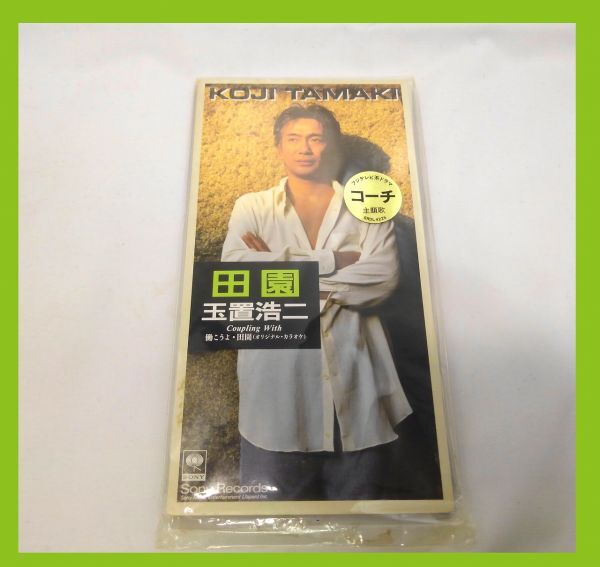 KOJI TAMAKI
フジテレビ系ドラマ
コーチ
主題歌
田園
玉置浩二
Coupling With
働こうよ・田園(オリジナル・カラオケ)
SONY
Sony Records